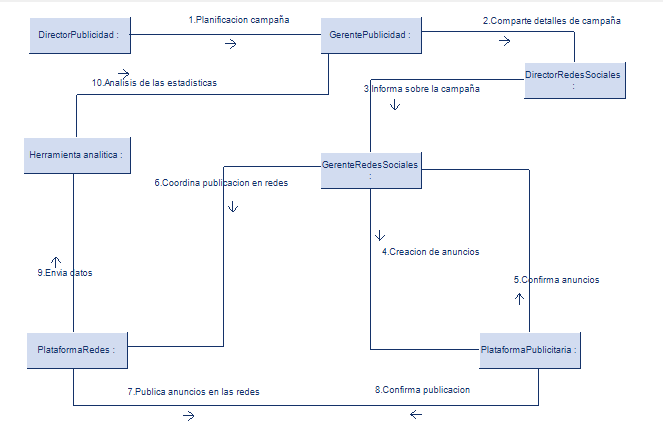 1.Planificacion campaña
2.Comparte detalles de campaña
DirectorPublicidad :
GerentePublicidad :
DirectorRedesSociales
:
10.Analisis de las estadisticas
3.Informa sobre la campaña
Herramienta analitica :
GerenteRedesSociales
:
6.Coordina publicacion en redes
4.Creacion de anuncios
9.Envia datos
5.Confirma anuncios
PlataformaRedes :
PlataformaPublicitaria :
7.Publica anuncios en las redes
8.Confirma publicacion